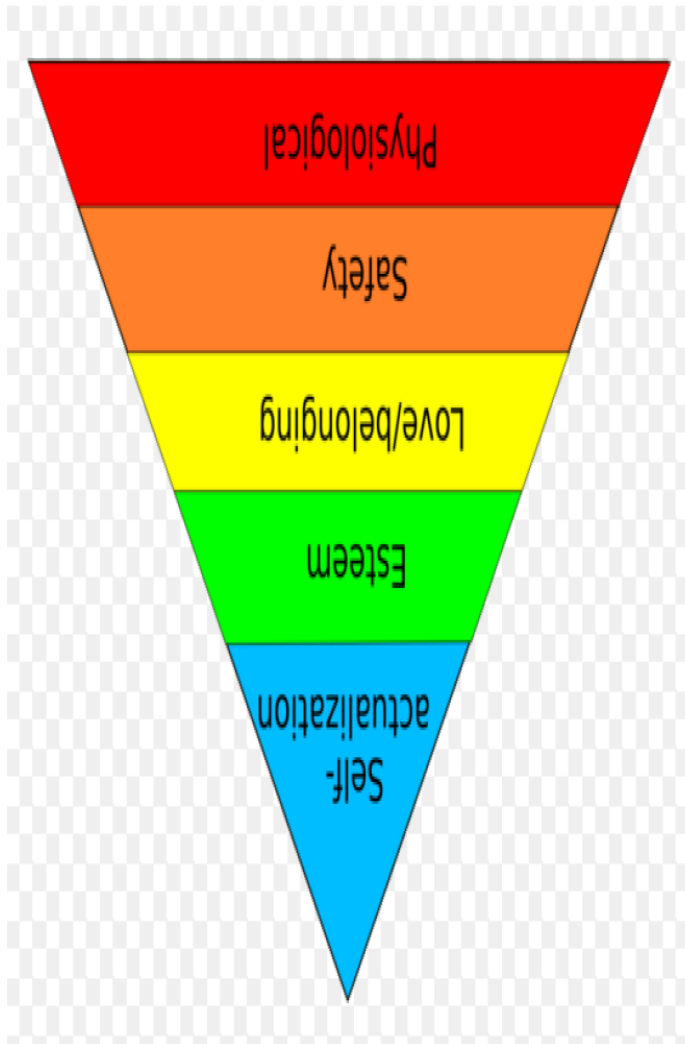 Self-
actualization
Esteem
Love/belonging
Safety
Physiological